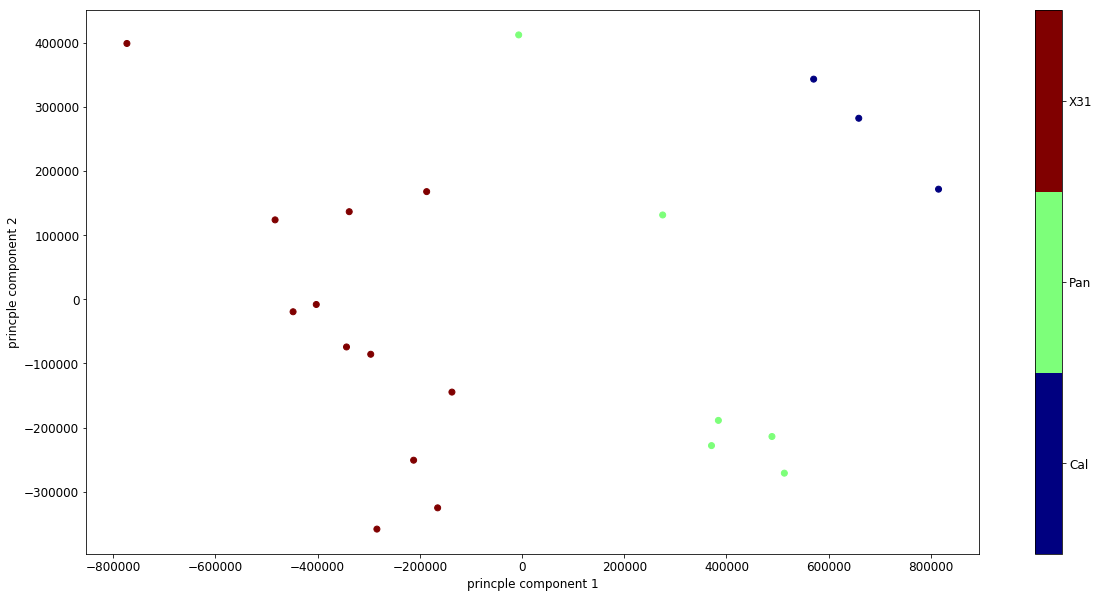 400000
300000
200000
100000
0
−100000
−200000
−300000
princple component 2
−800000 −600000 −400000 −200000 0 200000 400000 600000 800000
princple component 1
X31
Pan
Cal